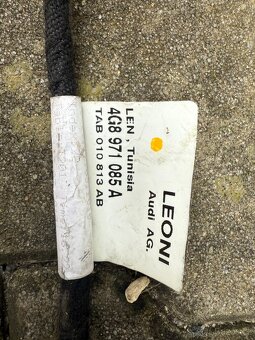 LEONI
Audi AG.
LEN , Tunisia
4G8 971 085 A
TAB 010 813 AB